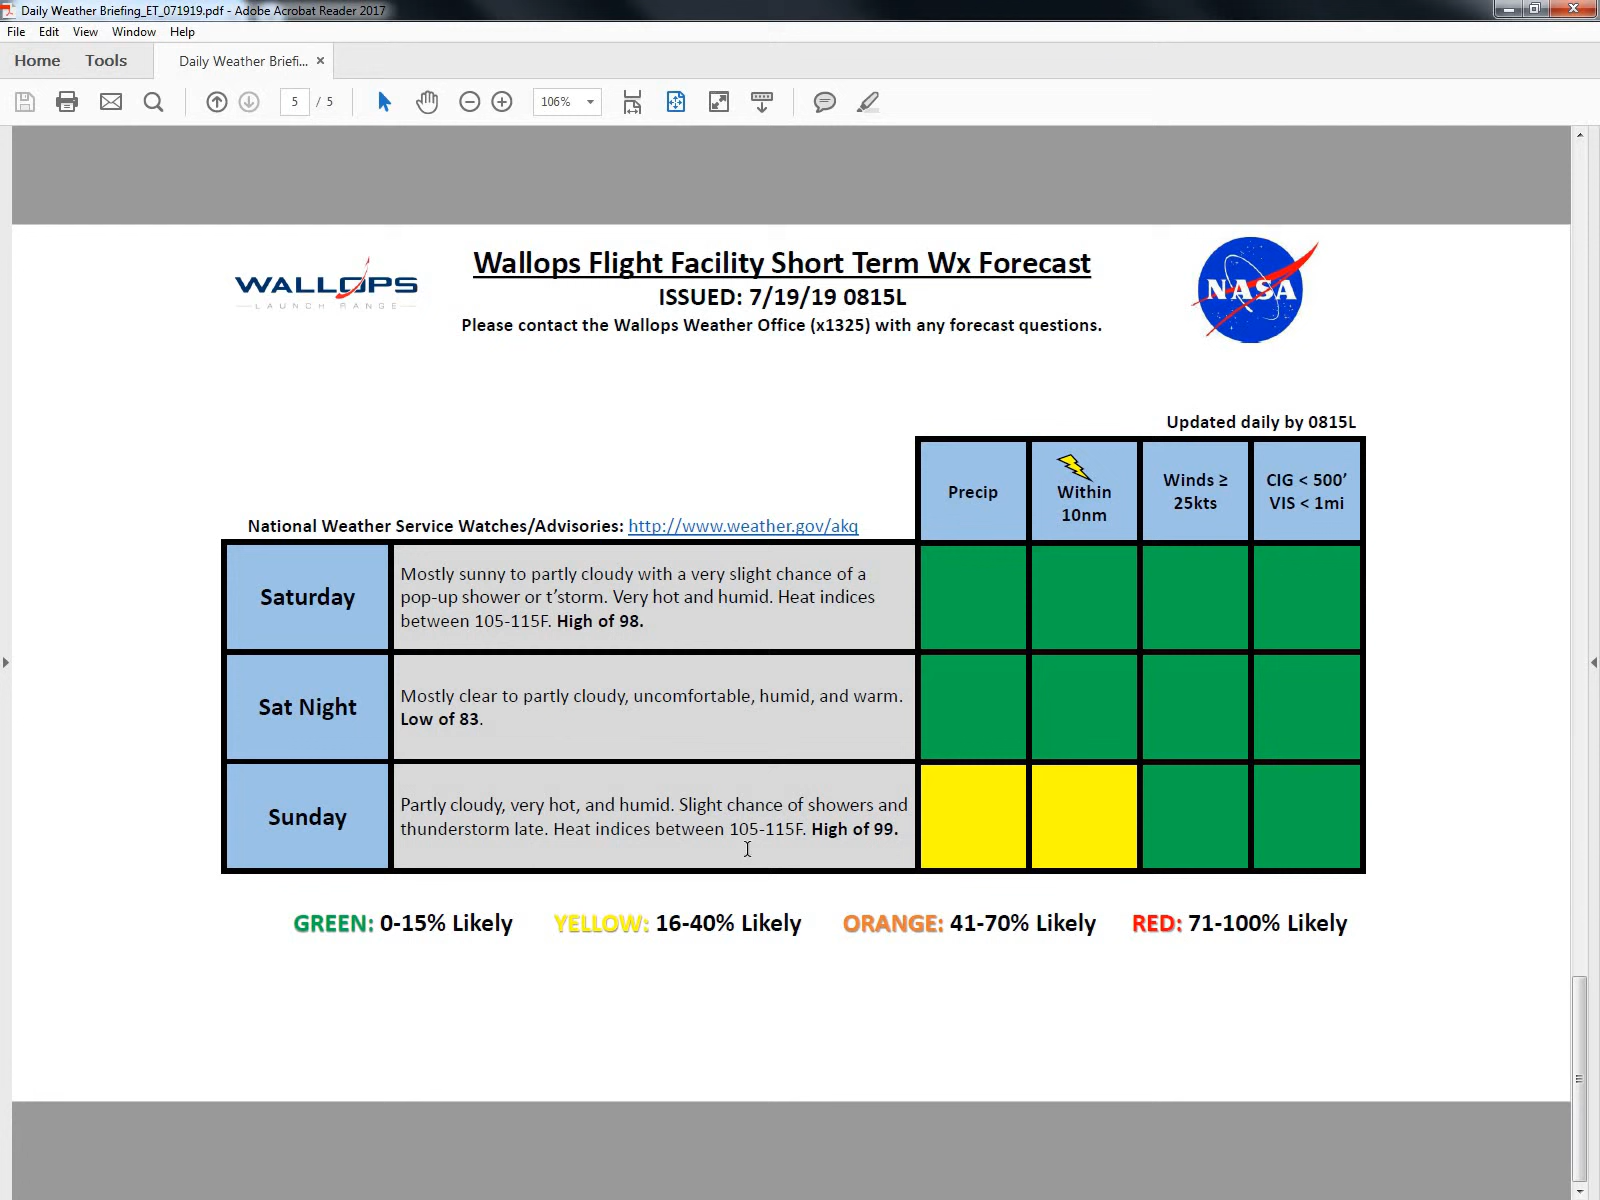 Daily Weather Briefing_ET_071919.pdf - Adobe Acrobat Reader 2017
File Edit View Window Help
Home Tools Daily Weather Briefi... ×
5 / 5 106%
WALLOPS
LAUNCH RANGE
Wallops Flight Facility Short Term Wx Forecast
ISSUED: 7/19/19 0815L
Please contact the Wallops Weather Office (x1325) with any forecast questions.
NASA
Updated daily by 0815L
Precip
Within
10nm
Winds ≥
25kts
CIG < 500’
VIS < 1mi
National Weather Service Watches/Advisories: http://www.weather.gov/akq
Saturday
Mostly sunny to partly cloudy with a very slight chance of a
pop-up shower or t’storm. Very hot and humid. Heat indices
between 105-115F. High of 98.
Sat Night
Mostly clear to partly cloudy, uncomfortable, humid, and warm.
Low of 83.
Sunday
Partly cloudy, very hot, and humid. Slight chance of showers and
thunderstorm late. Heat indices between 105-115F. High of 99.
GREEN: 0-15% Likely YELLOW: 16-40% Likely ORANGE: 41-70% Likely RED: 71-100% Likely